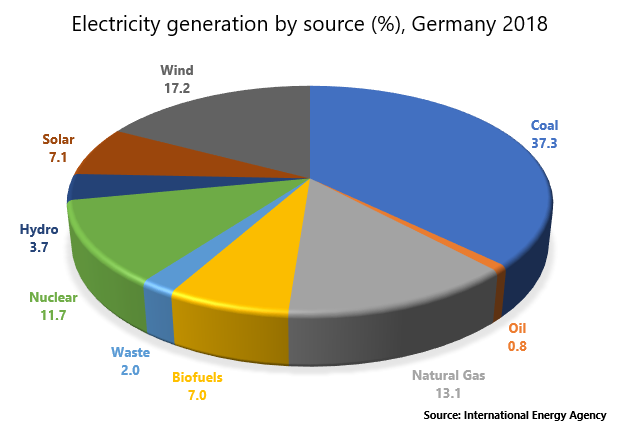 Electricity generation by source (%), Germany 2018
Wind
17.2
Coal
37.3
Solar
7.1
Hydro
3.7
Nuclear
11.7
Oil
0.8
Waste
2.0
Biofuels
7.0
Natural Gas
13.1
Source: International Energy Agency